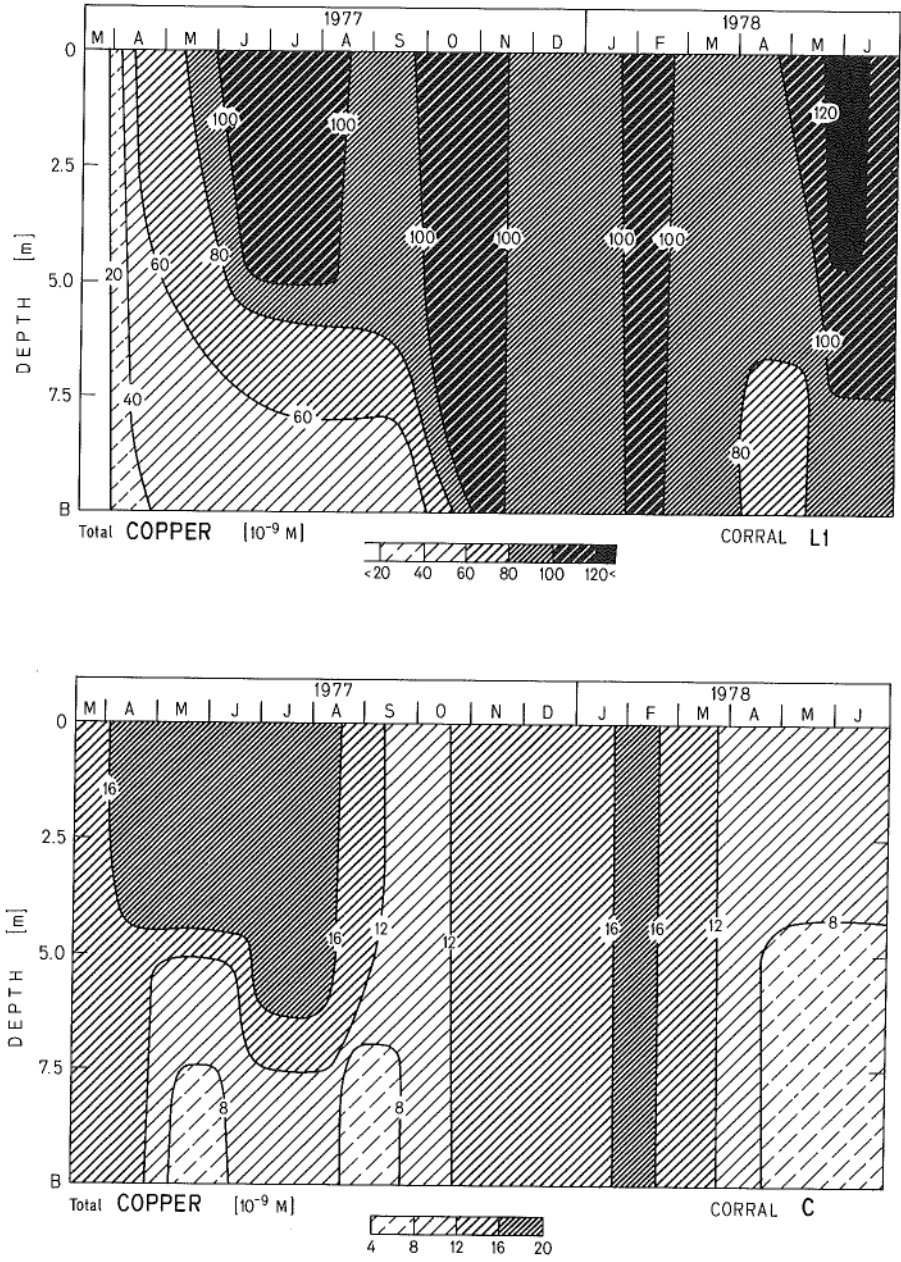 1977 1978
M A M J J A S O N D J F M A M J
0
100 100 120
2.5
100 100 100 100
20 60 80
5.0
100
7.5
40 60
80
B
DEPTH [m]
Total COPPER [10⁻⁹ M] CORRAL L1
<20 40 60 80 100 120<
1977 1978
M A M J J A S O N D J F M A M J
0
16
2.5
16 12 12 16 16 12 8
5.0
7.5
8 8
B
DEPTH [m]
Total COPPER [10⁻⁹ M] CORRAL C
4 8 12 16 20